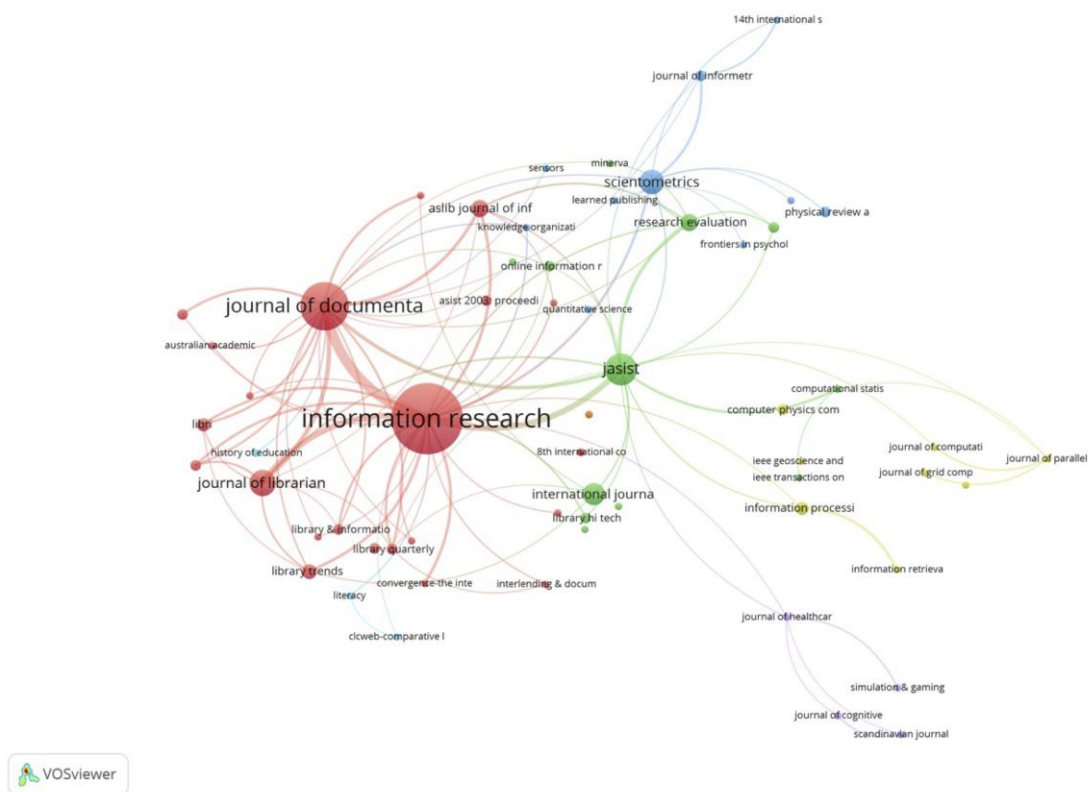 14th international s
journal of informetr
minerva
sensors
scientometrics
learned publishing
aslib journal of inf
physical review a
research evaluation
knowledge organizati
frontiers in psychol
online information r
asist 2003: proceedi
journal of documenta
quantitative science
australian academic
jasist
computational statis
computer physics com
information research
libri
journal of computati
history of education
8th international co
journal of parallel
ieee geoscience and
journal of grid comp
ieee transactions on
journal of librarian
international journa
information processi
library hi tech
library & informatio
library quarterly
information retrieva
library trends
convergence-the inte
interlending & docum
literacy
journal of healthcar
clcweb-comparative l
simulation & gaming
journal of cognitive
scandinavian journal
VOSviewer